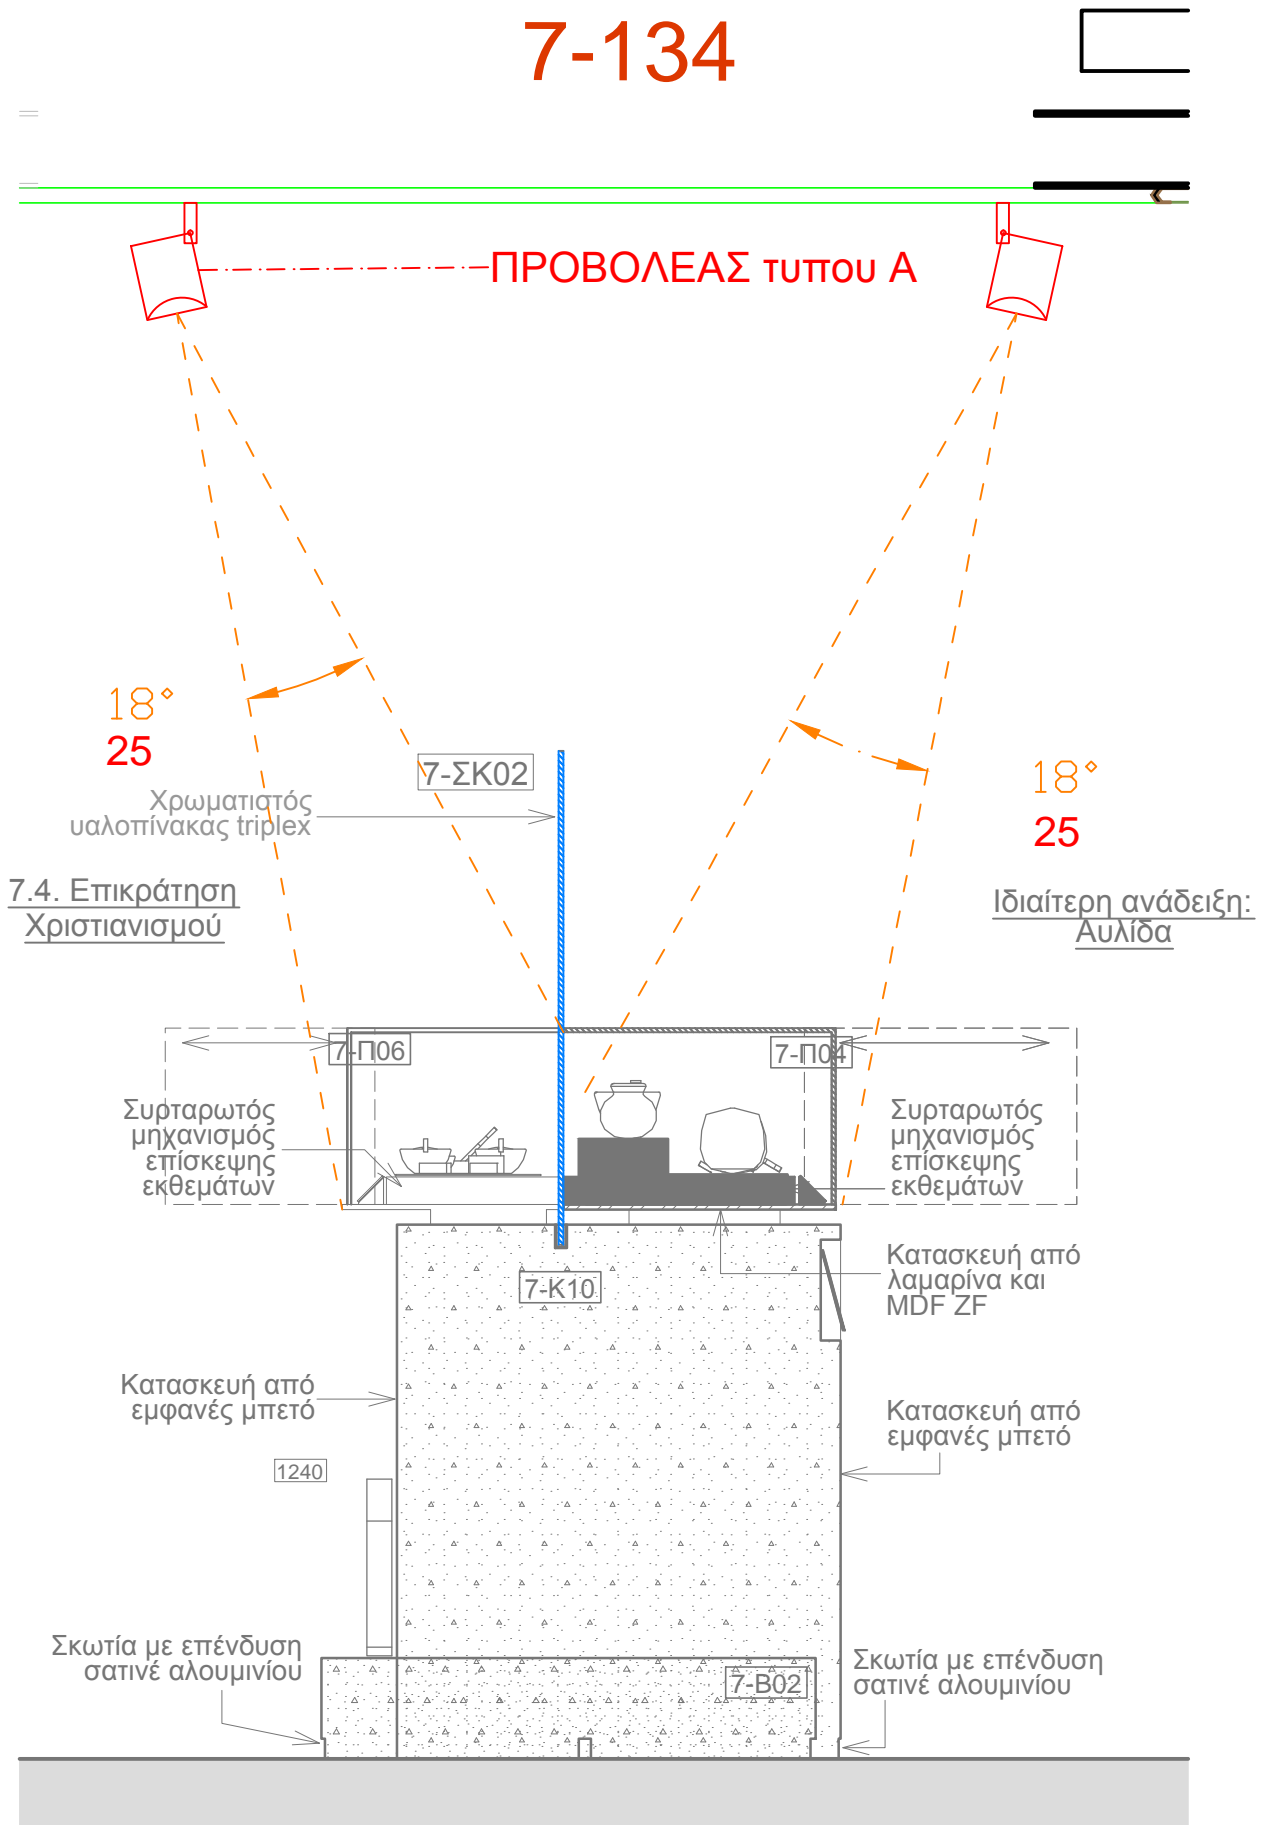 7-134
ΠΡΟΒΟΛΕΑΣ τυπου Α
18°
25
7-ΣΚ02
Χρωματιστός
υαλοπίνακας triplex
18°
25
7.4. Επικράτηση
Χριστιανισμού
Ιδιαίτερη ανάδειξη:
Αυλίδα
7-Π06
7-Π04
Συρταρωτός
μηχανισμός
επίσκεψης
εκθεμάτων
Συρταρωτός
μηχανισμός
επίσκεψης
εκθεμάτων
7-Κ10
Κατασκευή από
λαμαρίνα και
MDF ZF
Κατασκευή από
εμφανές μπετό
Κατασκευή από
εμφανές μπετό
1240
Σκωτία με επένδυση
σατινέ αλουμινίου
7-Β02
Σκωτία με επένδυση
σατινέ αλουμινίου